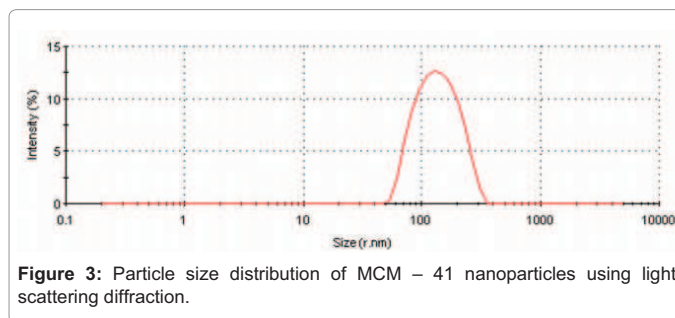 15
10
5
0
Intensity (%)
0.1 1 10 100 1000 10000
Size (r.nm)
Figure 3: Particle size distribution of MCM – 41 nanoparticles using light
scattering diffraction.